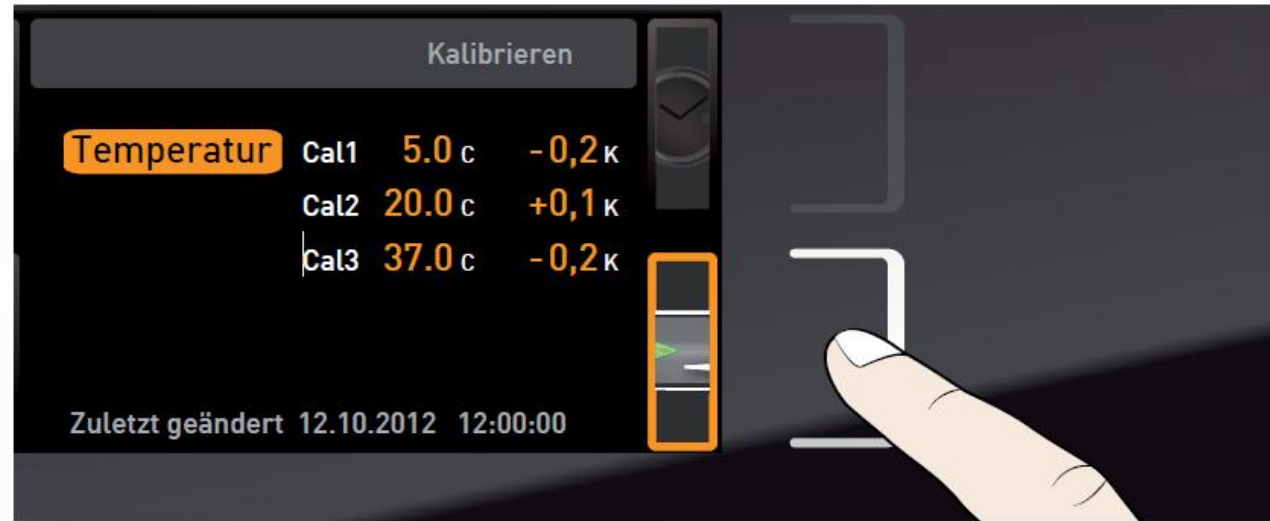 Kalibrieren
Temperatur Cal1 5.0 C -0,2 K
Cal2 20.0 C +0,1 K
Cal3 37.0 C -0,2 K
Zuletzt geändert 12.10.2012 12:00:00